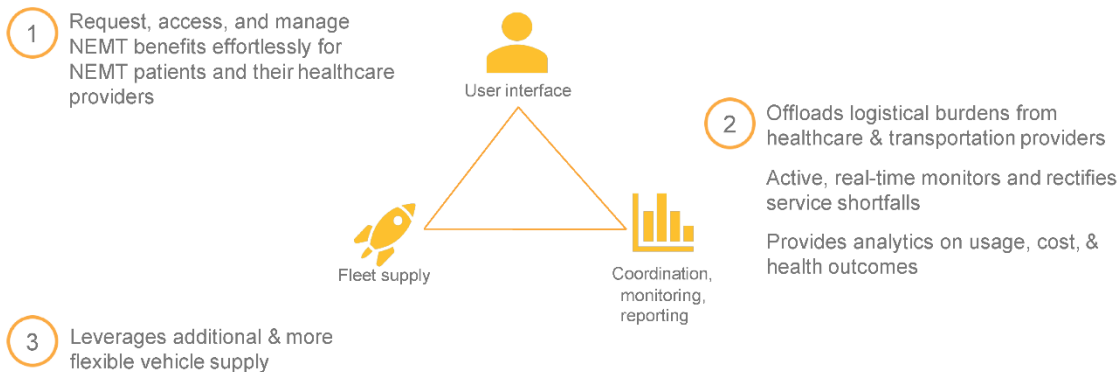 1
Request, access, and manage
NEMT benefits effortlessly for
NEMT patients and their healthcare
providers
User interface
2
Offloads logistical burdens from
healthcare & transportation providers
Active, real-time monitors and rectifies
service shortfalls
Provides analytics on usage, cost, &
health outcomes
Fleet supply
Coordination,
monitoring,
reporting
3
Leverages additional & more
flexible vehicle supply